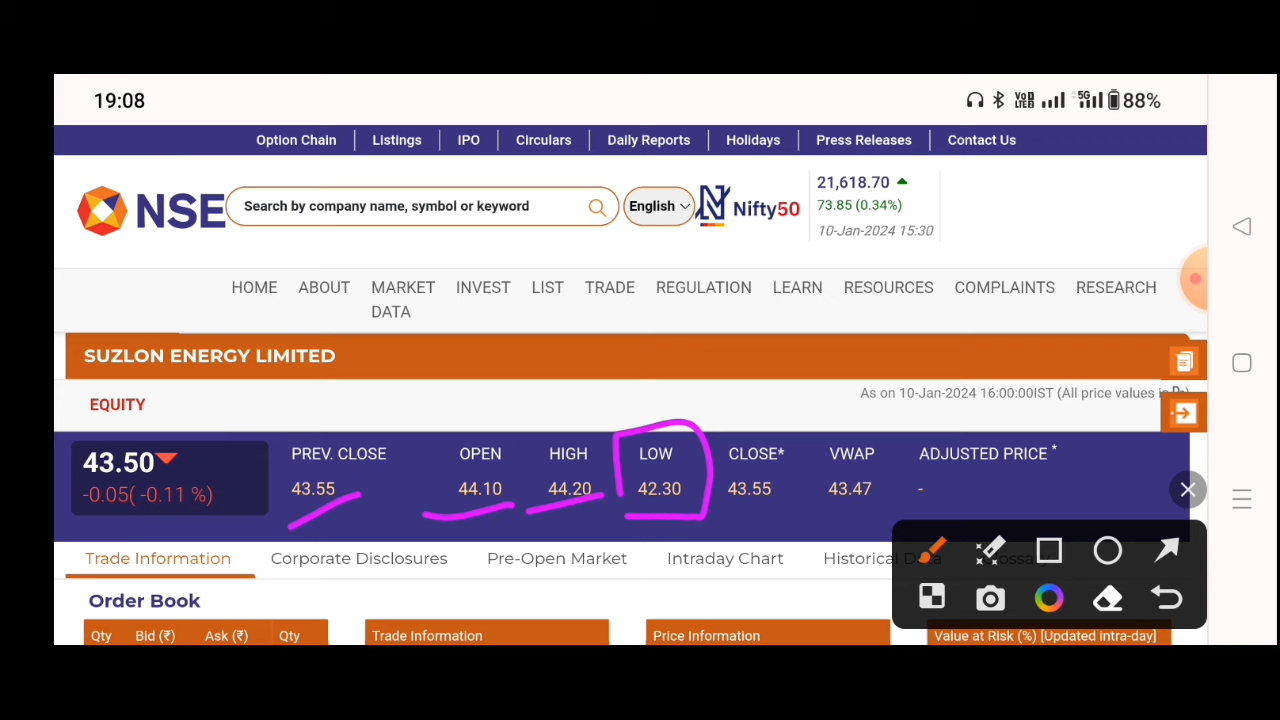 19:08 VoD LTEB 5G 88%
Option Chain Listings IPO Circulars Daily Reports Holidays Press Releases Contact Us
NSE Search by company name, symbol or keyword English Nifty50
21,618.70
73.85 (0.34%)
10-Jan-2024 15:30
HOME ABOUT MARKET DATA INVEST LIST TRADE REGULATION LEARN RESOURCES COMPLAINTS RESEARCH
SUZLON ENERGY LIMITED
As on 10-Jan-2024 16:00:00IST (All price values in
EQUITY
43.50
-0.05( -0.11 %)
PREV. CLOSE OPEN HIGH LOW CLOSE* VWAP ADJUSTED PRICE *
43.55 44.10 44.20 42.30 43.55 43.47 -
Trade Information Corporate Disclosures Pre-Open Market Intraday Chart
Order Book
Qty Bid (₹) Ask (₹) Qty Trade Information Price Information Value at Risk (%) [Updated intra-day]